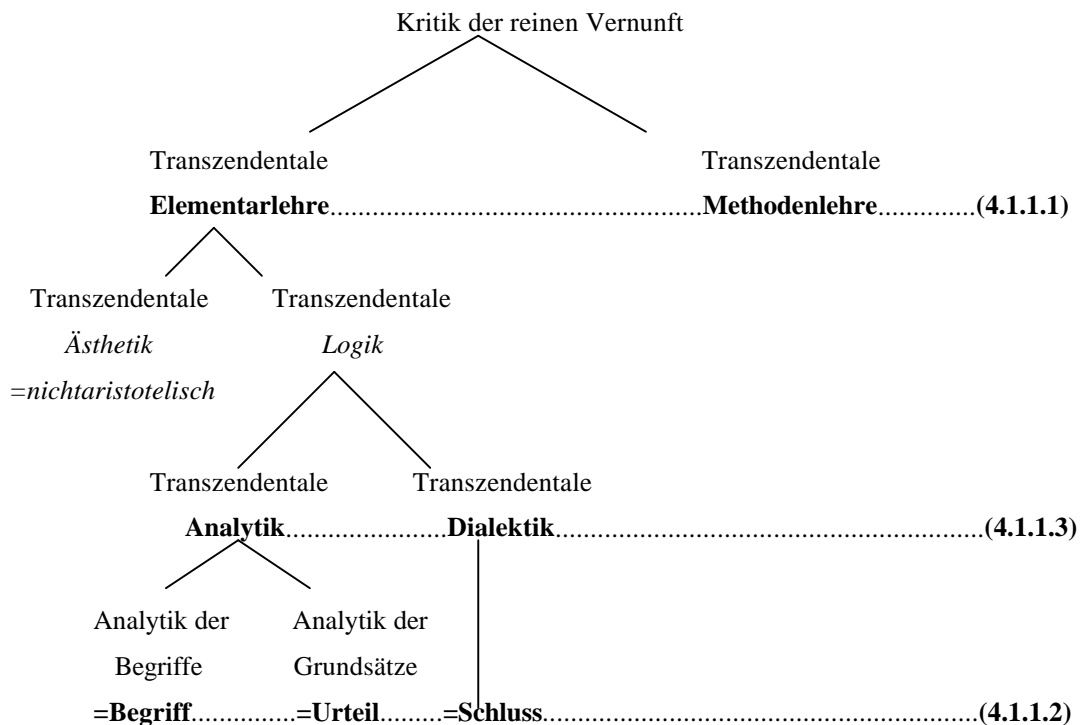 Kritik der reinen Vernunft
Transzendentale Transzendentale
Elementarlehre..................................................................Methodenlehre.................(4.1.1.1)
Transzendentale Transzendentale
Ästhetik Logik
=nichtaristotelisch
Transzendentale Transzendentale
Analytik...........................Dialektik..........................................................................(4.1.1.3)
Analytik der Analytik der
Begriffe Grundsätze
=Begriff..................=Urteil..........=Schluss..........................................................................(4.1.1.2)